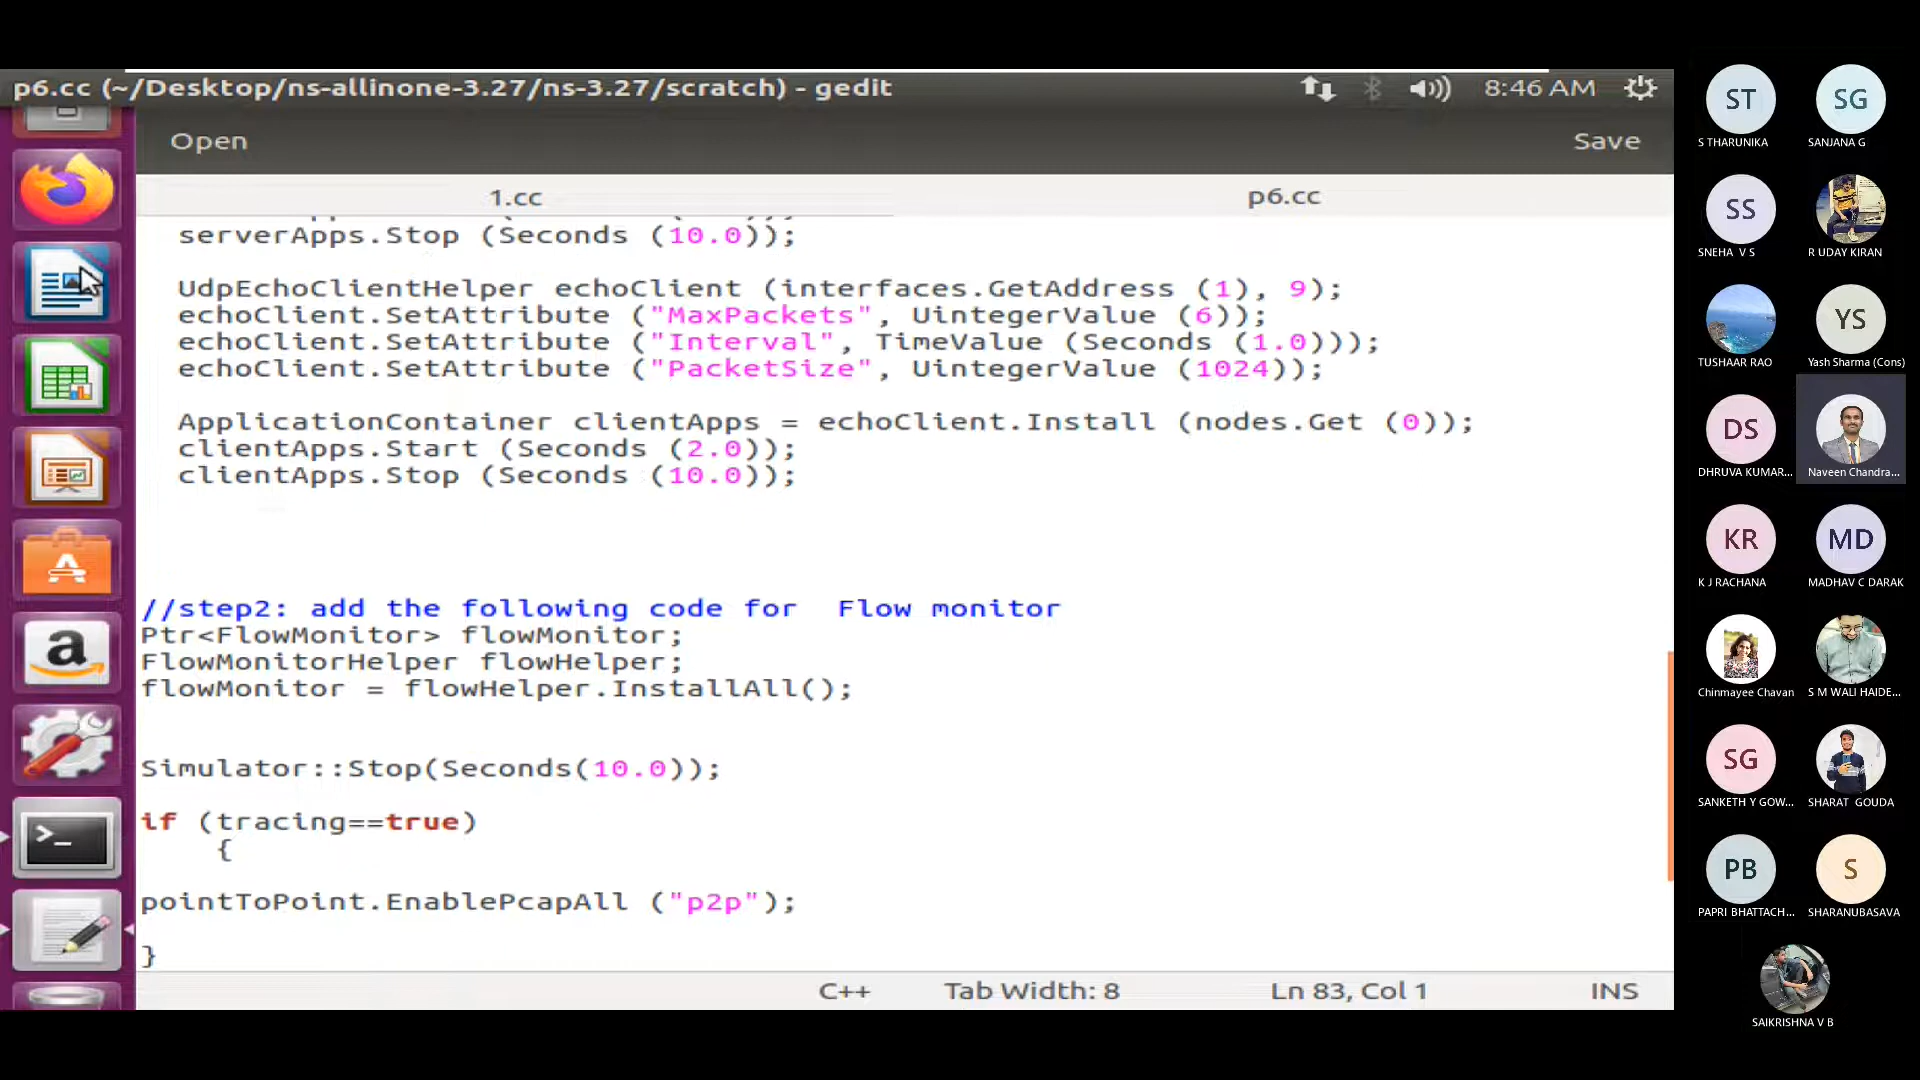 p6.cc (~/Desktop/ns-allinone-3.27/ns-3.27/scratch) - gedit
8:46 AM
Open
Save
1.cc
p6.cc
serverApps.Stop (Seconds (10.0));
UdpEchoClientHelper echoClient (interfaces.GetAddress (1), 9);
echoClient.SetAttribute ("MaxPackets", UintegerValue (6));
echoClient.SetAttribute ("Interval", TimeValue (Seconds (1.0)));
echoClient.SetAttribute ("PacketSize", UintegerValue (1024));
ApplicationContainer clientApps = echoClient.Install (nodes.Get (0));
clientApps.Start (Seconds (2.0));
clientApps.Stop (Seconds (10.0));
//step2: add the following code for  Flow monitor
Ptr<FlowMonitor> flowMonitor;
FlowMonitorHelper flowHelper;
flowMonitor = flowHelper.InstallAll();
Simulator::Stop(Seconds(10.0));
if (tracing==true)
{
pointToPoint.EnablePcapAll ("p2p");
}
C++
Tab Width: 8
Ln 83, Col 1
INS
ST
SG
S THARUNIKA
SANJANA G
SS
SNEHA V S
R UDAY KIRAN
YS
TUSHAAR RAO
Yash Sharma (Cons)
DS
DHRUVA KUMAR...
Naveen Chandra...
KR
MD
K J RACHANA
MADHAV C DARAK
Chinmayee Chavan
S M WALI HAIDE...
SG
SANKETH Y GOW...
SHARAT GOUDA
PB
S
PAPRI BHATTACH...
SHARANUBASAVA
SAIKRISHNA V B